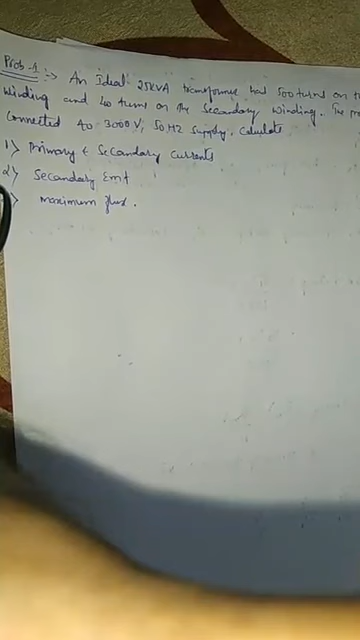 Prob-1 :-> An Ideal 25KVA transformer had 500 turns on
winding and 40 turns on the Secondary winding. The
Connected to 3000V, 50HZ Supply. Calculate
1) Primary & Secondary Currents
2) Secondary Emf
maximum flux.